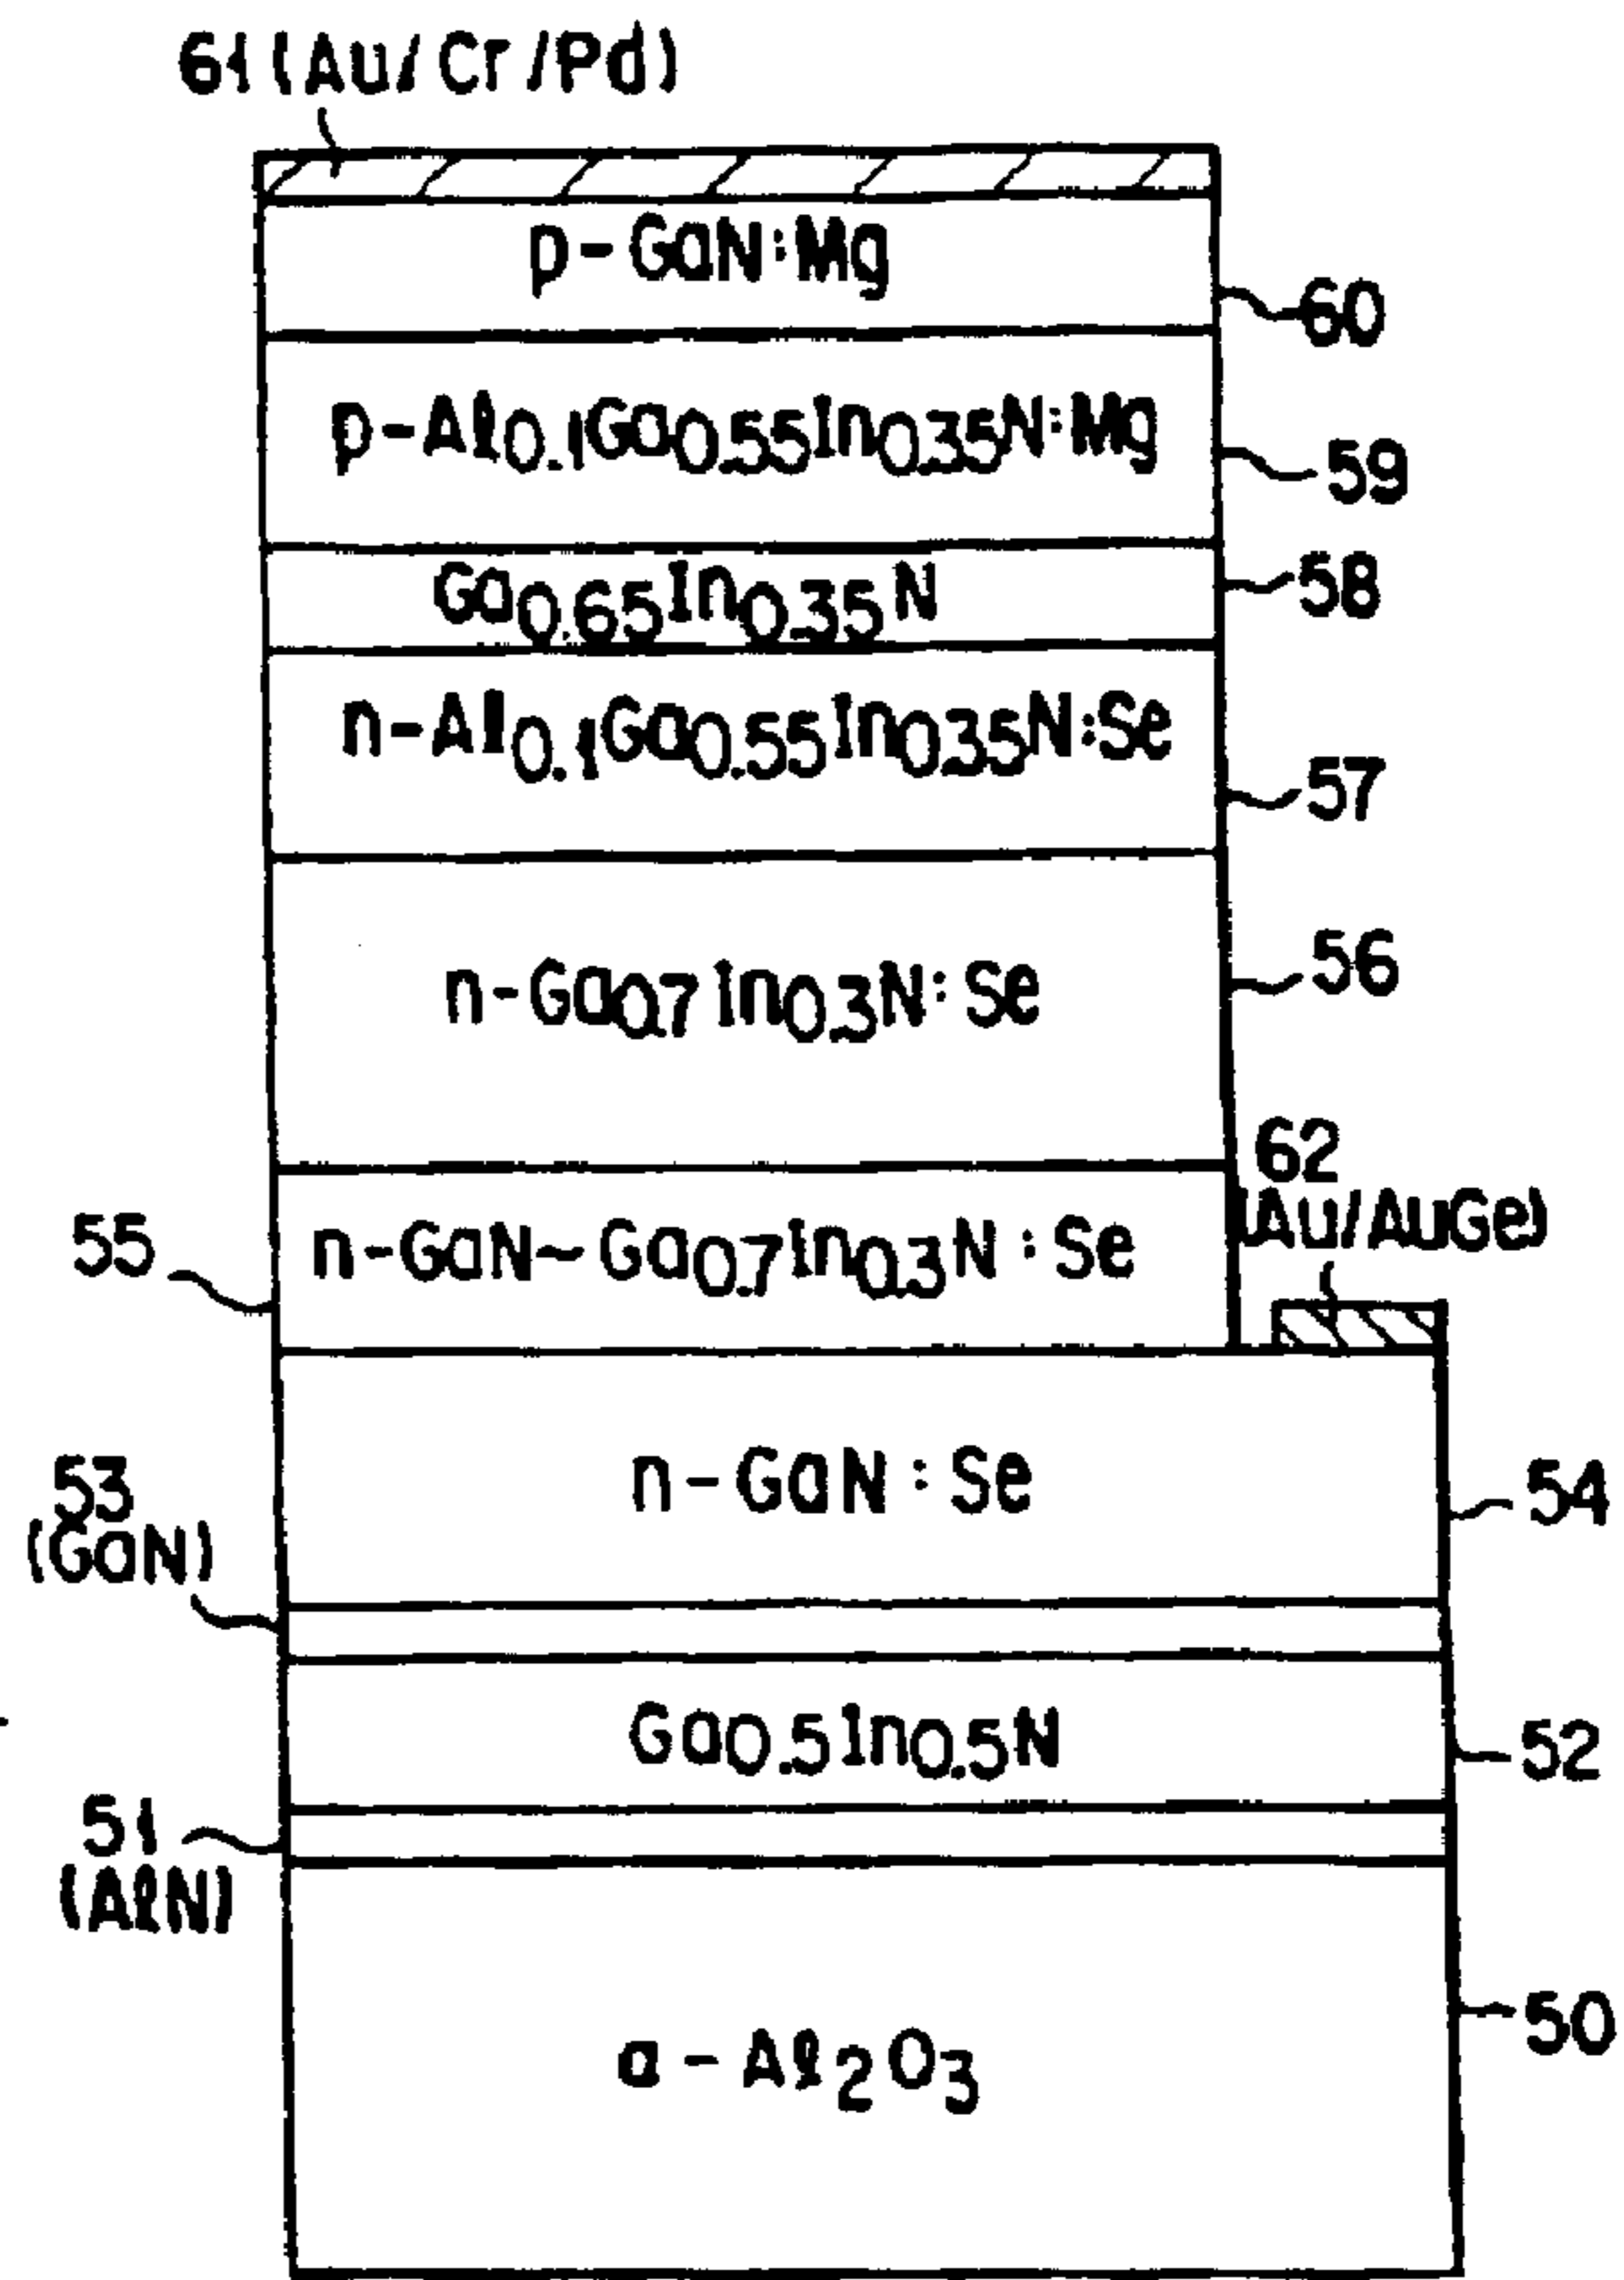 61 (Au/Cr/Pd)
p-GaN:Mg
60
p-Al0.1Ga0.55In0.35N:Mg
59
Ga0.65In0.35N
58
n-Al0.1Ga0.55In0.35N:Se
57
n-Ga0.7In0.3N:Se
56
62
(Au/AuGe)
55
n-GaN~Ga0.7In0.3N:Se
53
(GaN)
n-GaN:Se
54
Ga0.5In0.5N
52
51
(AlN)
50
a-Al2O3